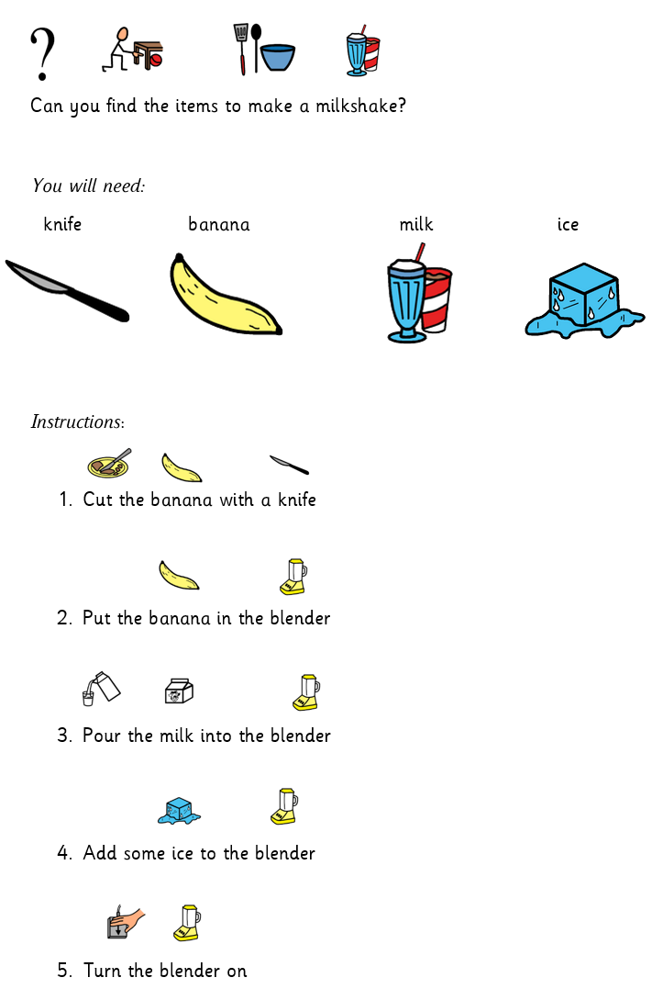 ?
Can you find the items to make a milkshake?
You will need:
knife banana milk ice
Instructions:
1. Cut the banana with a knife
2. Put the banana in the blender
3. Pour the milk into the blender
4. Add some ice to the blender
5. Turn the blender on